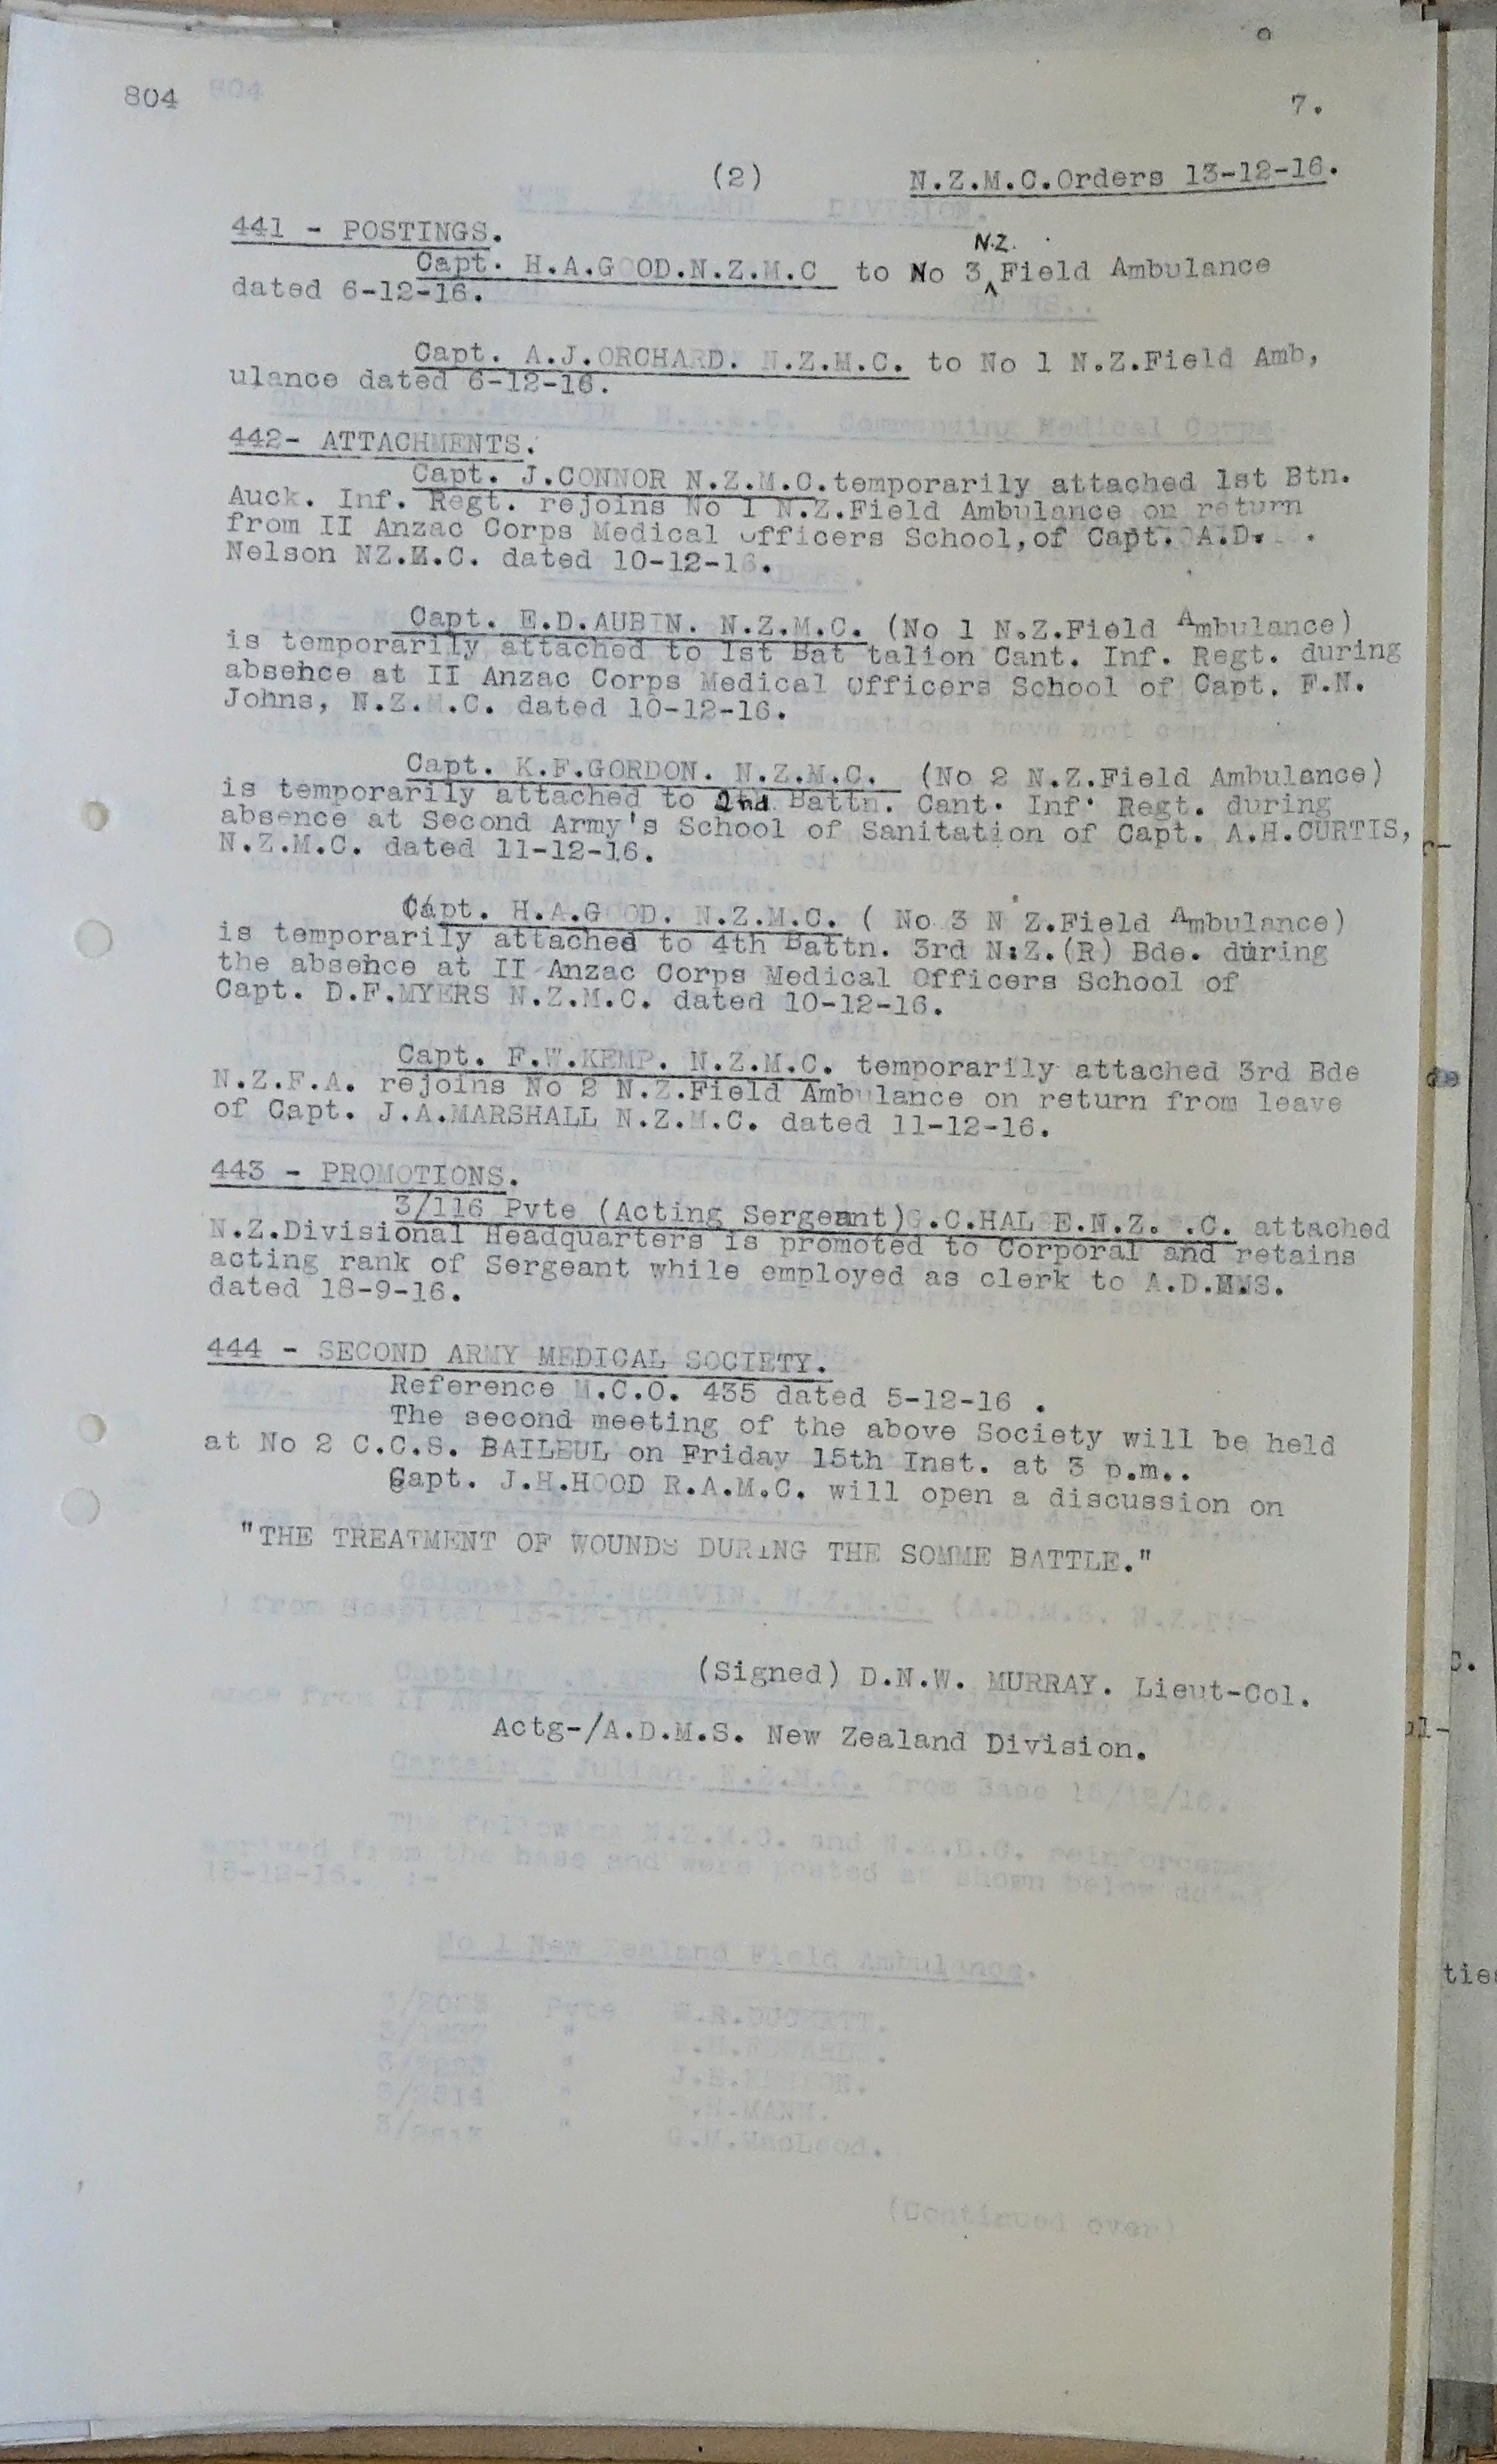 804
7.
(2) N.Z.M.C.Orders 13-12-16.
441 - POSTINGS.
N.Z.
Capt. H.A.GOOD.N.Z.M.C to No 3 Field Ambulance
dated 6-12-16.
Capt. A.J.ORCHARD. N.Z.M.C. to No 1 N.Z.Field Amb,
ulance dated 6-12-16.
442- ATTACHMENTS.
Capt. J.CONNOR N.Z.M.C.temporarily attached 1st Btn.
Auck. Inf. Regt. rejoins No 1 N.Z.Field Ambulance on return
from II Anzac Corps Medical Officers School,of Capt. A.D.
Nelson NZ.M.C. dated 10-12-16.
Capt. E.D.AUBIN. N.Z.M.C. (No 1 N.Z.Field Ambulance)
is temporarily attached to 1st Bat talion Cant. Inf. Regt. during
absence at II Anzac Corps Medical Officers School of Capt. F.N.
Johns, N.Z.M.C. dated 10-12-16.
Capt. K.F.GORDON. N.Z.M.C. (No 2 N.Z.Field Ambulance)
is temporarily attached to 2nd Battn. Cant. Inf. Regt. during
absence at Second Army's School of Sanitation of Capt. A.H.CURTIS,
N.Z.M.C. dated 11-12-16.
Capt. H.A.GOOD. N.Z.M.C. ( No 3 N Z.Field Ambulance)
is temporarily attached to 4th Battn. 3rd N.Z.(R) Bde. during
the absence at II Anzac Corps Medical Officers School of
Capt. D.F.MYERS N.Z.M.C. dated 10-12-16.
Capt. F.W.KEMP. N.Z.M.C. temporarily attached 3rd Bde
N.Z.F.A. rejoins No 2 N.Z.Field Ambulance on return from leave
of Capt. J.A.MARSHALL N.Z.M.C. dated 11-12-16.
443 - PROMOTIONS.
3/116 Pvte (Acting Sergeant)G.C.HAL E.N.Z. .C. attached
N.Z.Divisional Headquarters is promoted to Corporal and retains
acting rank of Sergeant while employed as clerk to A.D.M.S.
dated 18-9-16.
444 - SECOND ARMY MEDICAL SOCIETY.
Reference M.C.O. 435 dated 5-12-16 .
The second meeting of the above Society will be held
at No 2 C.C.S. BAILEUL on Friday 15th Inst. at 3 p.m..
Capt. J.H.HOOD R.A.M.C. will open a discussion on
"THE TREATMENT OF WOUNDS DURING THE SOMME BATTLE."
(Signed) D.N.W. MURRAY. Lieut-Col.
Actg-/A.D.M.S. New Zealand Division.